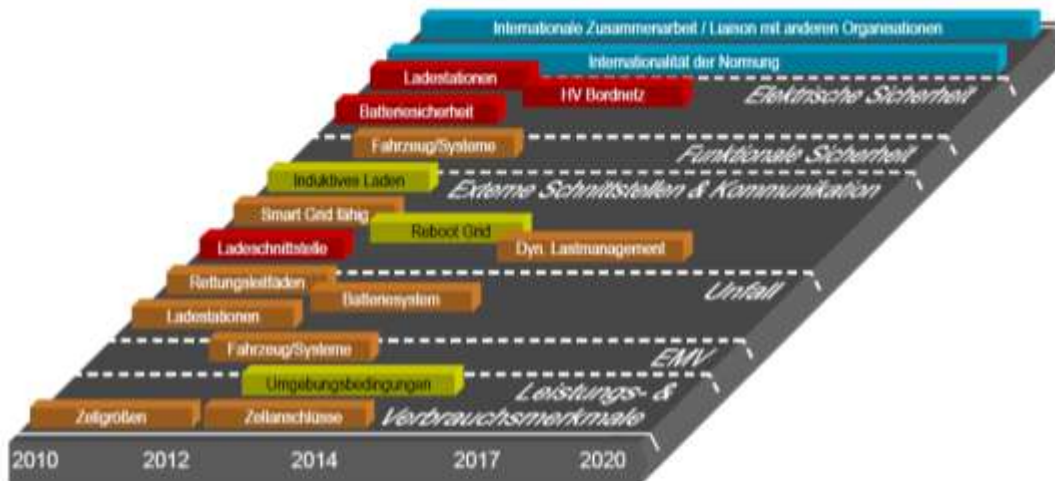 Internationale Zusammenarbeit / Liaison mit anderen Organisationen
Internationalität der Normung
Ladestationen
HV Bordnetz
Elektrische Sicherheit
Batteriesicherheit
Fahrzeug/Systeme
Funktionale Sicherheit
Induktives Laden
Externe Schnittstellen & Kommunikation
Smart Grid fähig
Reboot Grid
Ladeschnittstelle
Dyn. Lastmanagement
Rettungsleitfäden
Batteriesystem
Unfall
Ladestationen
Fahrzeug/Systeme
EMV
Umgebungsbedingungen
Leistungs- &
Zellgrößen
Zellanschlüsse
Verbrauchsmerkmale
2010 2012 2014 2017 2020